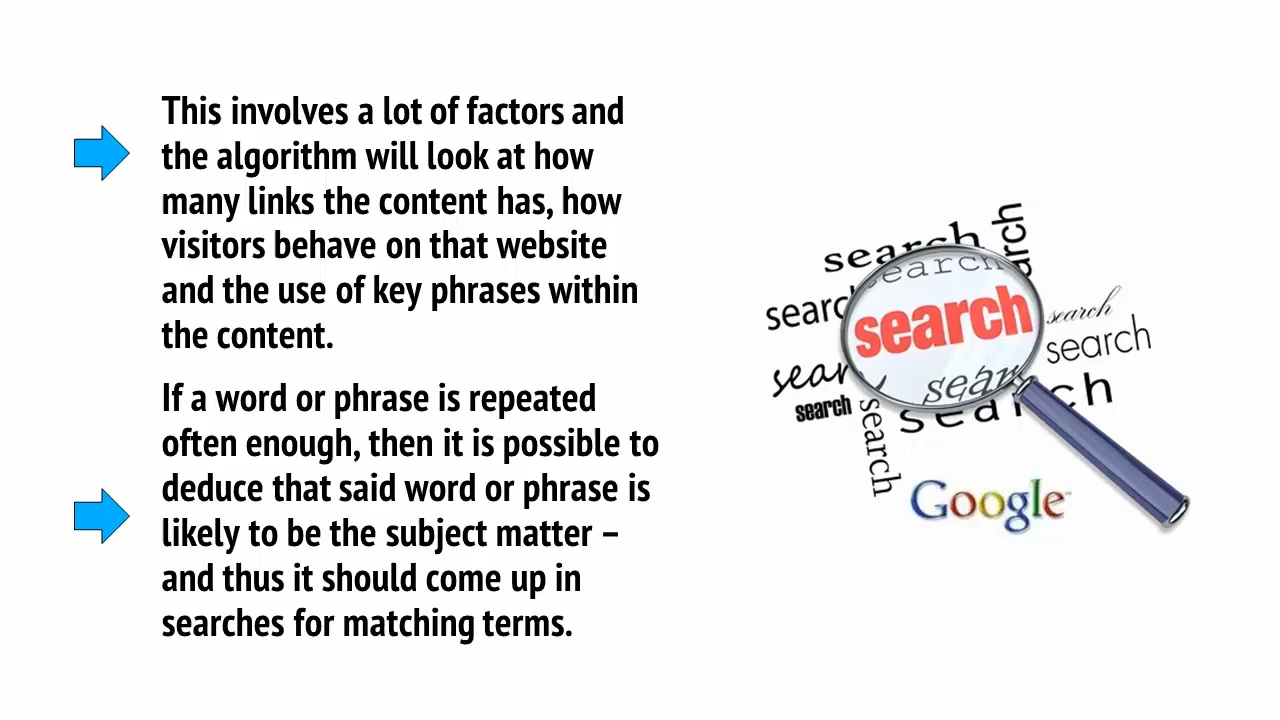 This involves a lot of factors and
the algorithm will look at how
many links the content has, how
visitors behave on that website
and the use of key phrases within
the content.
If a word or phrase is repeated
often enough, then it is possible to
deduce that said word or phrase is
likely to be the subject matter –
and thus it should come up in
searches for matching terms.
search
search
search
search
search
search
search
search
search
Google